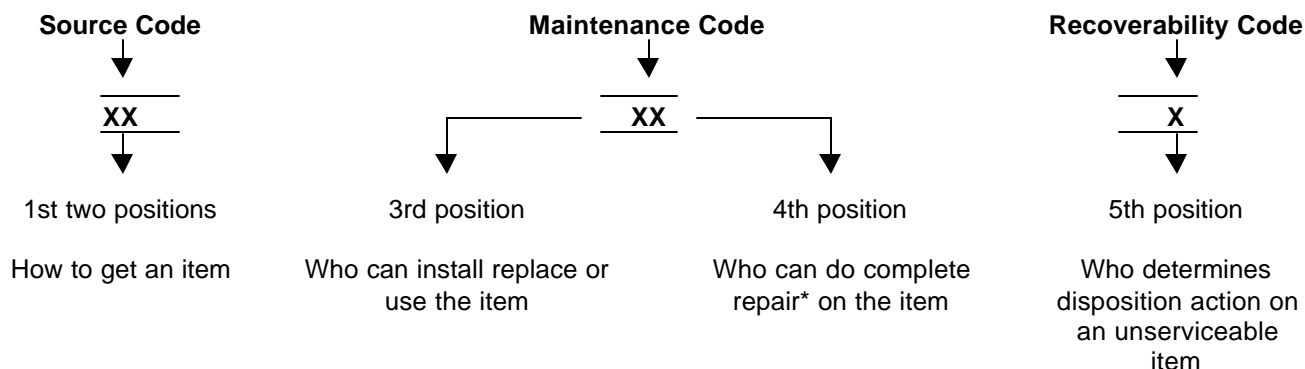 Source Code
Maintenance Code
Recoverability Code
XX
XX
X
1st two positions
3rd position
4th position
5th position
How to get an item
Who can install replace or
use the item
Who can do complete
repair* on the item
Who determines
disposition action on
an unserviceable
item